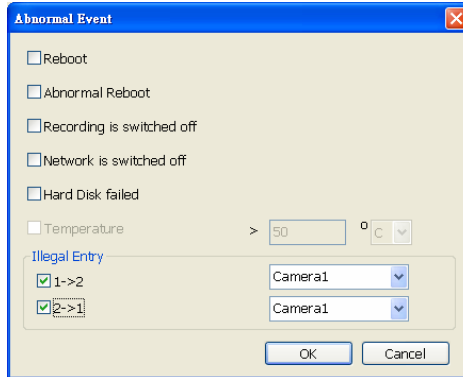 Abnormal Event
Reboot
Abnormal Reboot
Recording is switched off
Network is switched off
Hard Disk failed
Temperature > 50 ° C
Illegal Entry
1->2 Camera1
2->1 Camera1
OK Cancel